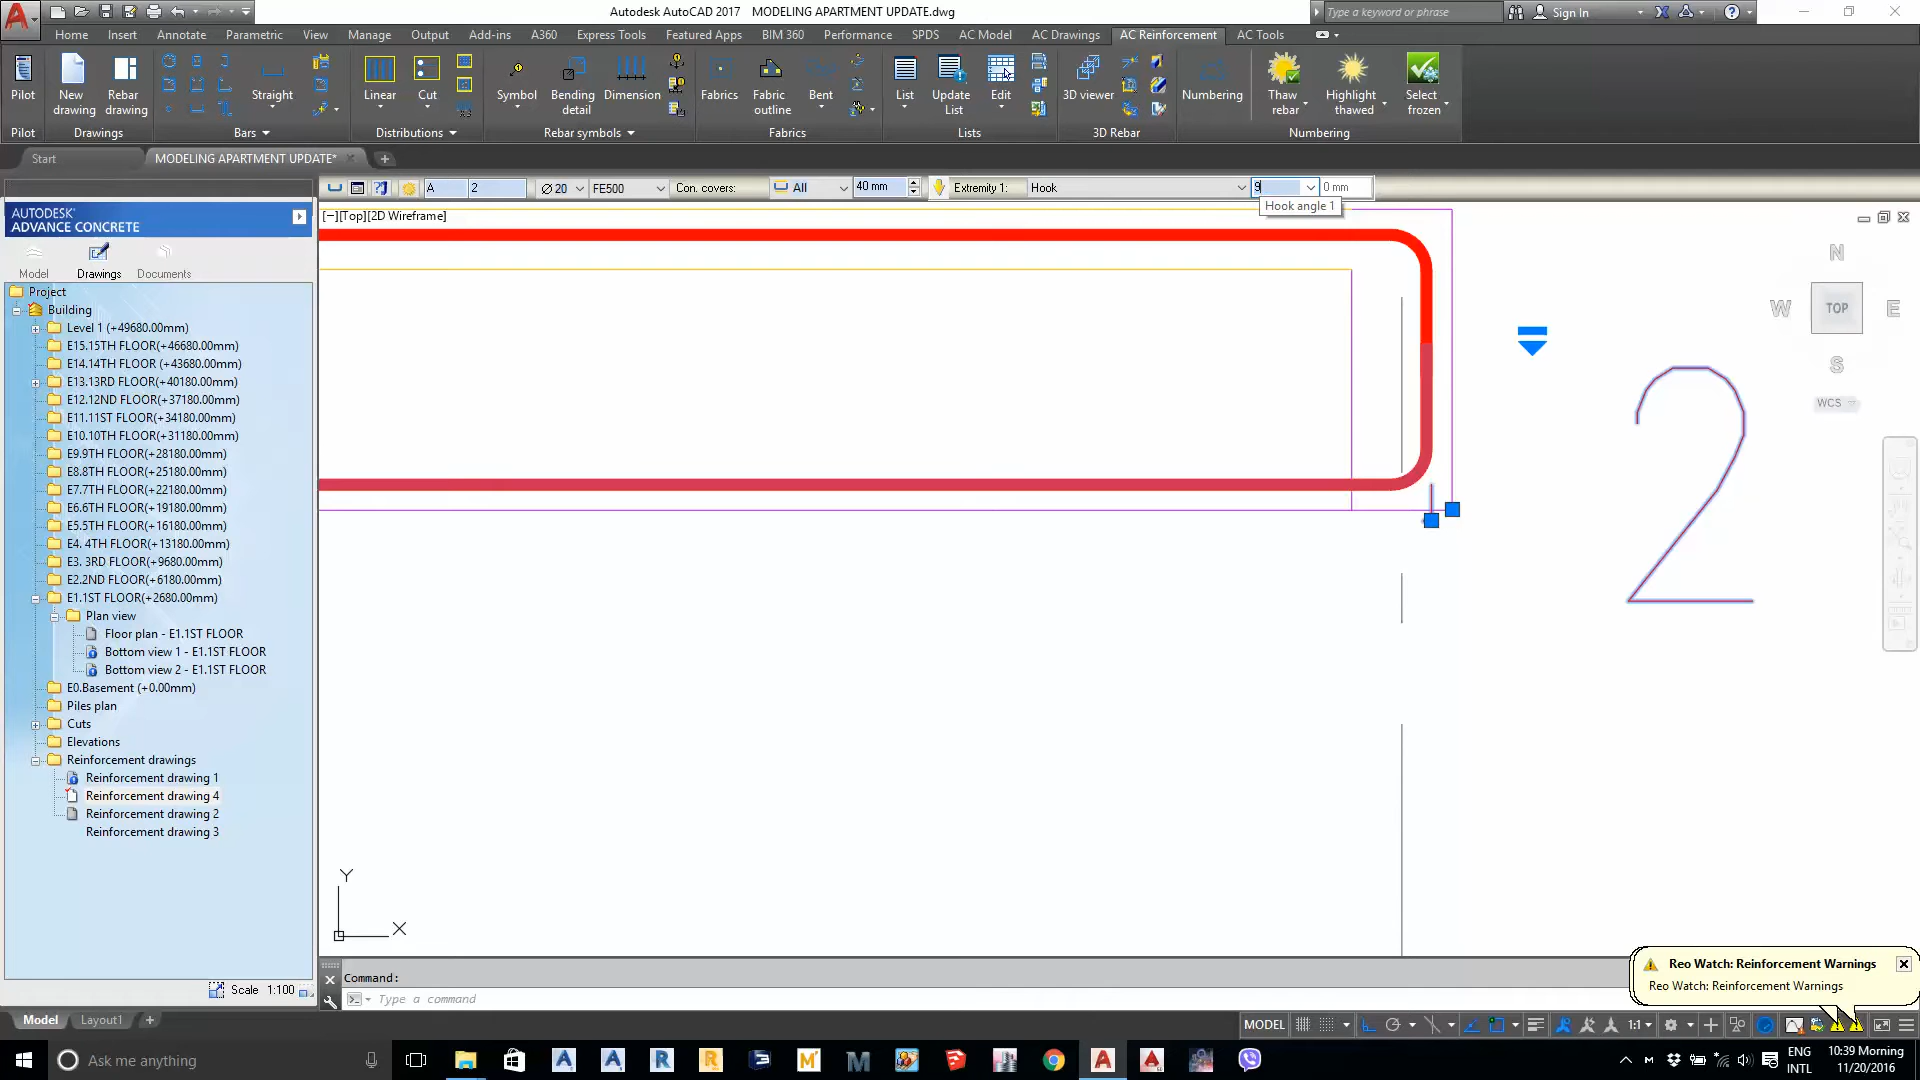 Autodesk AutoCAD 2017 MODELING APARTMENT UPDATE.dwg
Type a keyword or phrase
Sign In
Home Insert Annotate Parametric View Manage Output Add-ins A360 Express Tools Featured Apps BIM 360 Performance SPDS AC Model AC Drawings AC Reinforcement AC Tools
Pilot New drawing Rebar drawing Straight Linear Cut Symbol Bending detail Dimension Fabrics Fabric outline Bent List Update List Edit 3D viewer Numbering Thaw rebar Highlight thawed Select frozen
Pilot Drawings Bars Distributions Rebar symbols Fabrics Lists 3D Rebar Numbering
Start MODELING APARTMENT UPDATE*
A 2 Ø 20 FE500 Con. covers: All 40 mm Extremity 1: Hook 9 0 mm
Hook angle 1
[−][Top][2D Wireframe]
AUTODESK®
ADVANCE CONCRETE
Model Drawings Documents
Project
Building
Level 1 (+49680.00mm)
E15.15TH FLOOR(+46680.00mm)
E14.14TH FLOOR (+43680.00mm)
E13.13RD FLOOR(+40180.00mm)
E12.12ND FLOOR(+37180.00mm)
E11.11ST FLOOR(+34180.00mm)
E10.10TH FLOOR(+31180.00mm)
E9.9TH FLOOR(+28180.00mm)
E8.8TH FLOOR(+25180.00mm)
E7.7TH FLOOR(+22180.00mm)
E6.6TH FLOOR(+19180.00mm)
E5.5TH FLOOR(+16180.00mm)
E4. 4TH FLOOR(+13180.00mm)
E3. 3RD FLOOR(+9680.00mm)
E2.2ND FLOOR(+6180.00mm)
E1.1ST FLOOR(+2680.00mm)
Plan view
Floor plan - E1.1ST FLOOR
Bottom view 1 - E1.1ST FLOOR
Bottom view 2 - E1.1ST FLOOR
E0.Basement (+0.00mm)
Piles plan
Cuts
Elevations
Reinforcement drawings
Reinforcement drawing 1
Reinforcement drawing 4
Reinforcement drawing 2
Reinforcement drawing 3
Scale 1:100
N
W TOP E
S
WCS
2
Y
X
Command:
Type a command
Reo Watch: Reinforcement Warnings
Reo Watch: Reinforcement Warnings
Model Layout1
MODEL 1:1
Ask me anything
ENG
INTL
10:39 Morning
11/20/2016